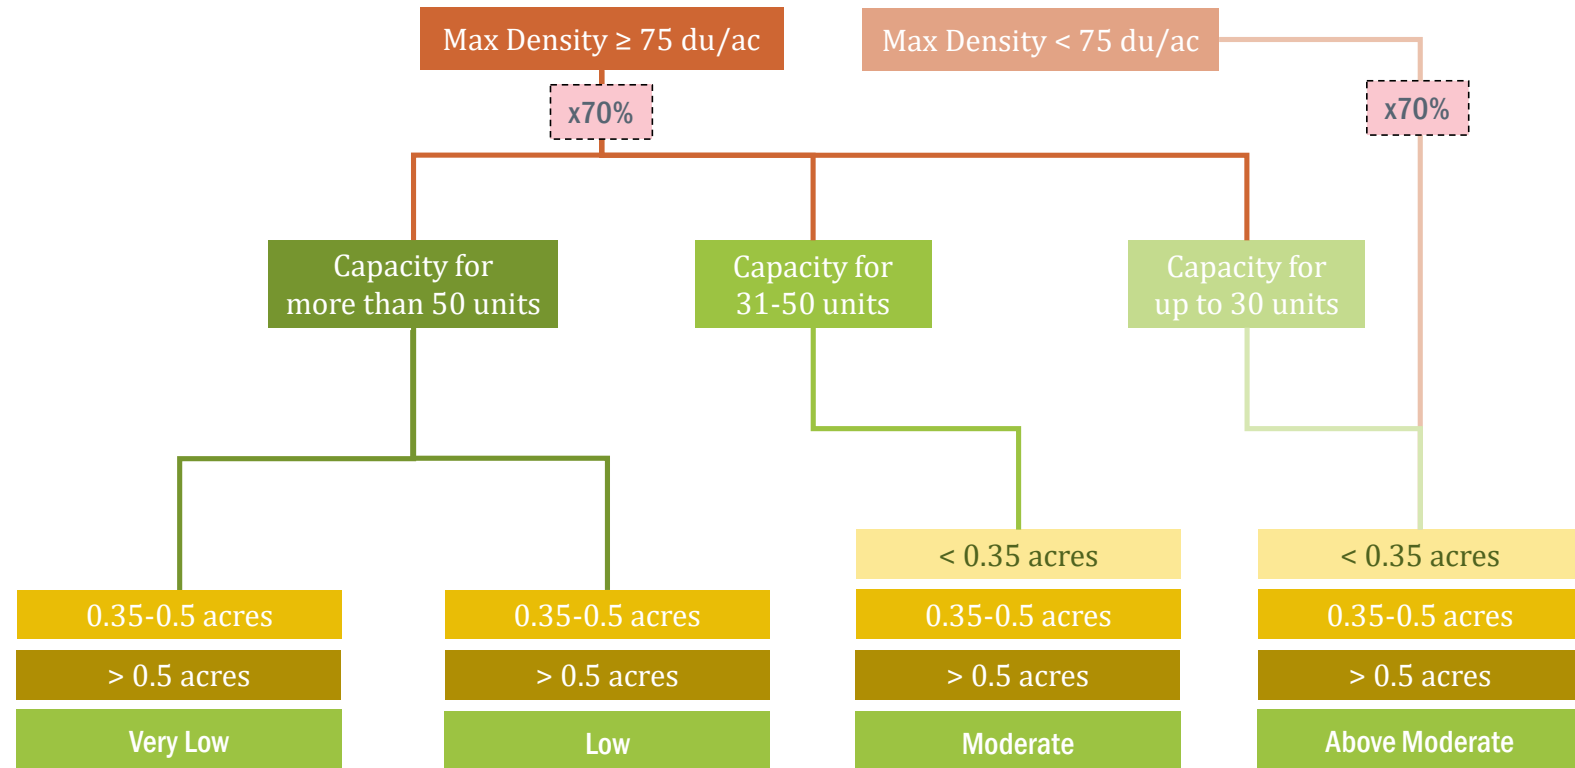 Max Density ≥ 75 du/ac
Max Density < 75 du/ac
x70%
x70%
Capacity for
more than 50 units
Capacity for
31-50 units
Capacity for
up to 30 units
< 0.35 acres
< 0.35 acres
0.35-0.5 acres
0.35-0.5 acres
0.35-0.5 acres
0.35-0.5 acres
> 0.5 acres
> 0.5 acres
> 0.5 acres
> 0.5 acres
Very Low
Low
Moderate
Above Moderate